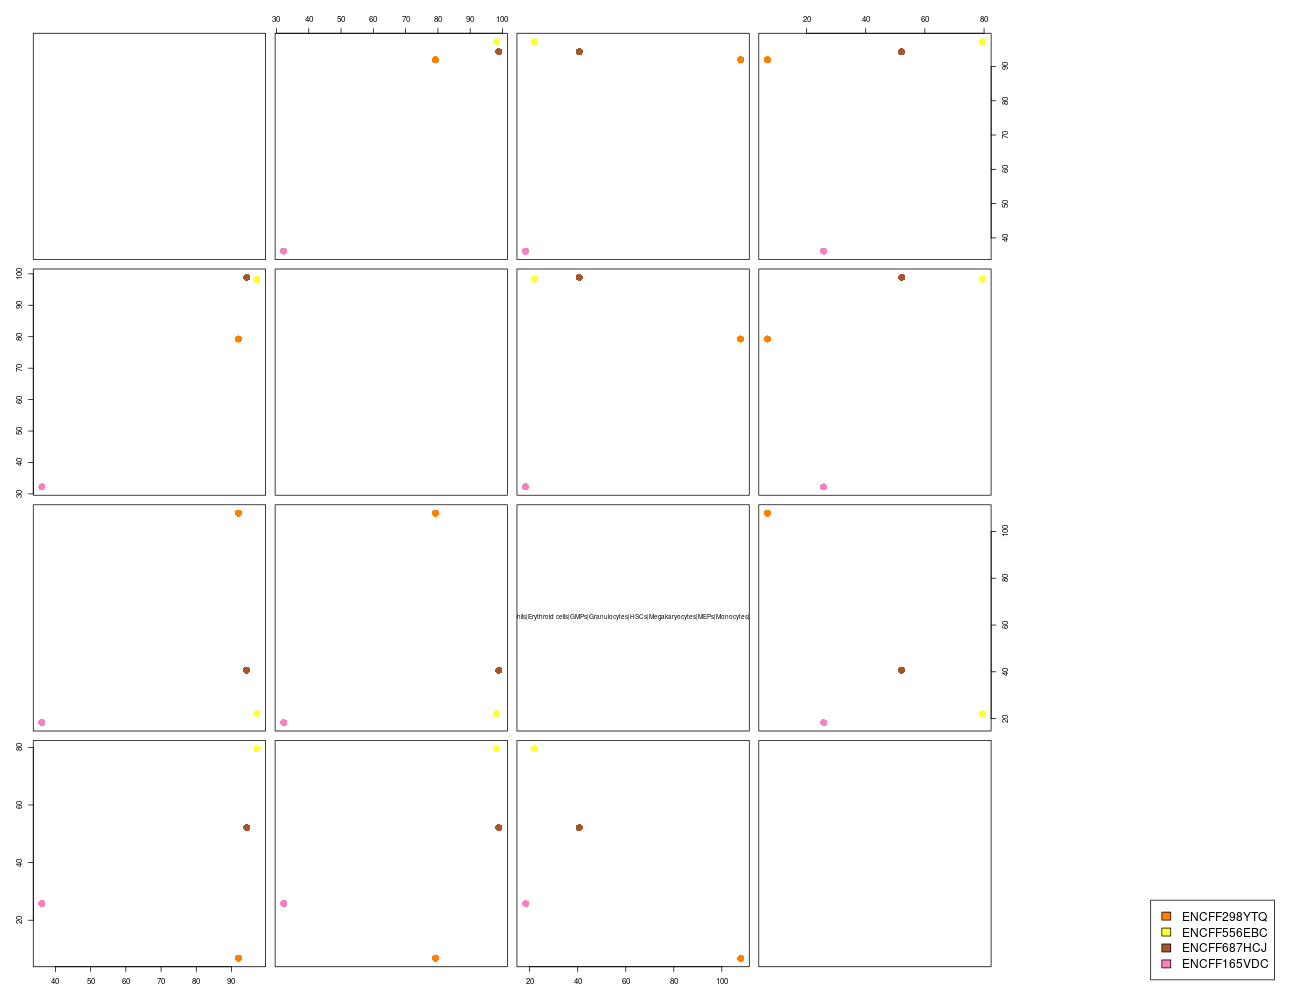 30 40 50 60 70 80 90 100
20 40 60 80
40 50 60 70 80 90
30 40 50 60 70 80 90 100
hils|Erythroid cells|GMPs|Granulocytes|HSCs|Megakaryocytes|MEPs|Monocytes|
20 40 60 80 100
20 40 60 80
40 50 60 70 80 90
20 40 60 80 100
ENCFF298YTQ
ENCFF556EBC
ENCFF687HCJ
ENCFF165VDC